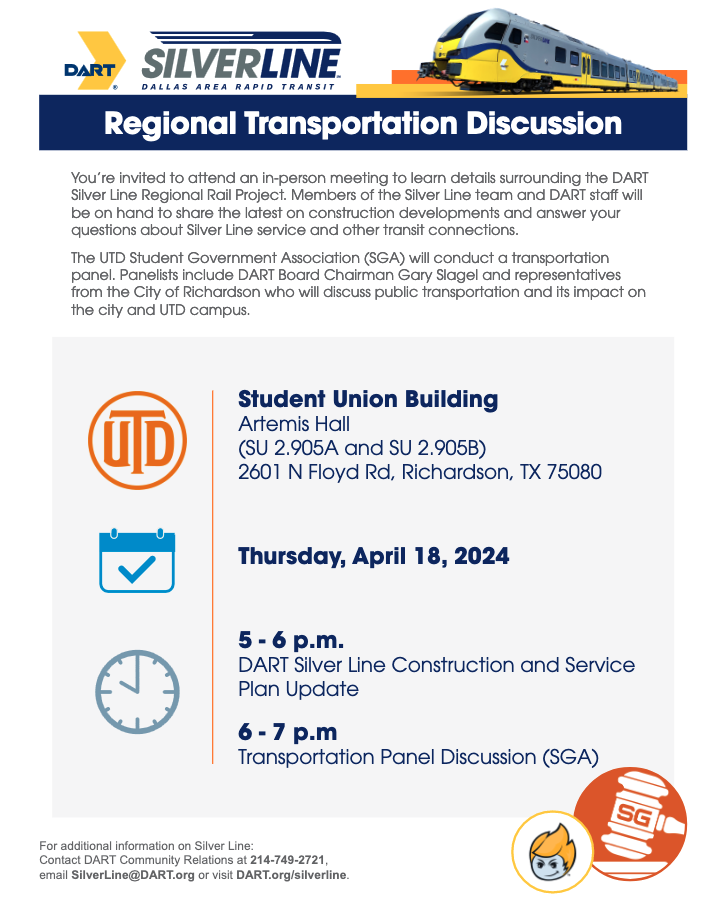 DART
SILVERLINE
DALLAS AREA RAPID TRANSIT
Regional Transportation Discussion
You're invited to attend an in-person meeting to learn details surrounding the DART
Silver Line Regional Rail Project. Members of the Silver Line team and DART staff will
be on hand to share the latest on construction developments and answer your
questions about Silver Line service and other transit connections.
The UTD Student Government Association (SGA) will conduct a transportation
panel. Panelists include DART Board Chairman Gary Slagel and representatives
from the City of Richardson who will discuss public transportation and its impact on
the city and UTD campus.
UTD
Student Union Building
Artemis Hall
(SU 2.905A and SU 2.905B)
2601 N Floyd Rd, Richardson, TX 75080
Thursday, April 18, 2024
5 - 6 p.m.
DART Silver Line Construction and Service
Plan Update
6 - 7 p.m
Transportation Panel Discussion (SGA)
SG
For additional information on Silver Line:
Contact DART Community Relations at 214-749-2721,
email SilverLine@DART.org or visit DART.org/silverline.